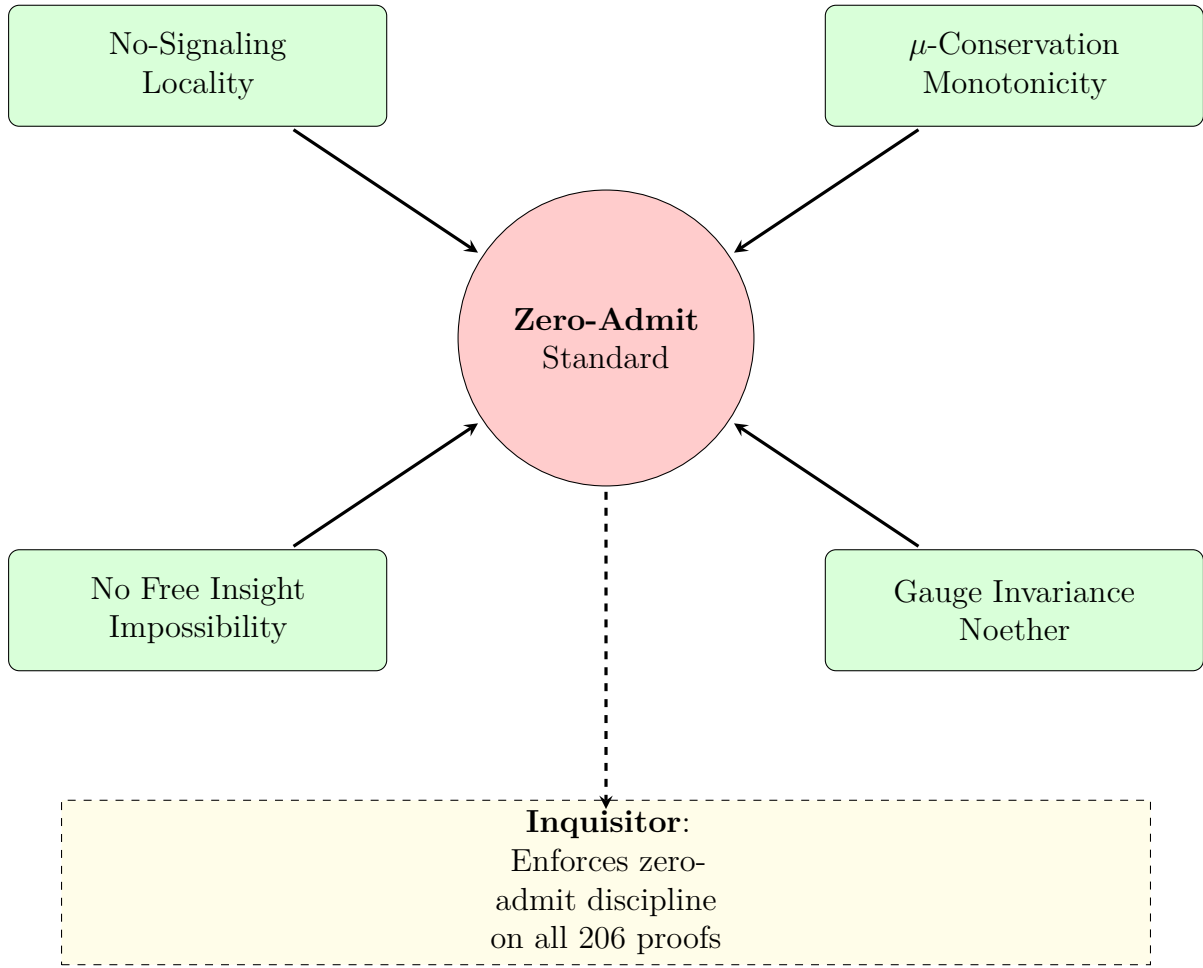 No-Signaling
Locality
μ-Conservation
Monotonicity
Zero-Admit
Standard
No Free Insight
Impossibility
Gauge Invariance
Noether
Inquisitor:
Enforces zero-
admit discipline
on all 206 proofs